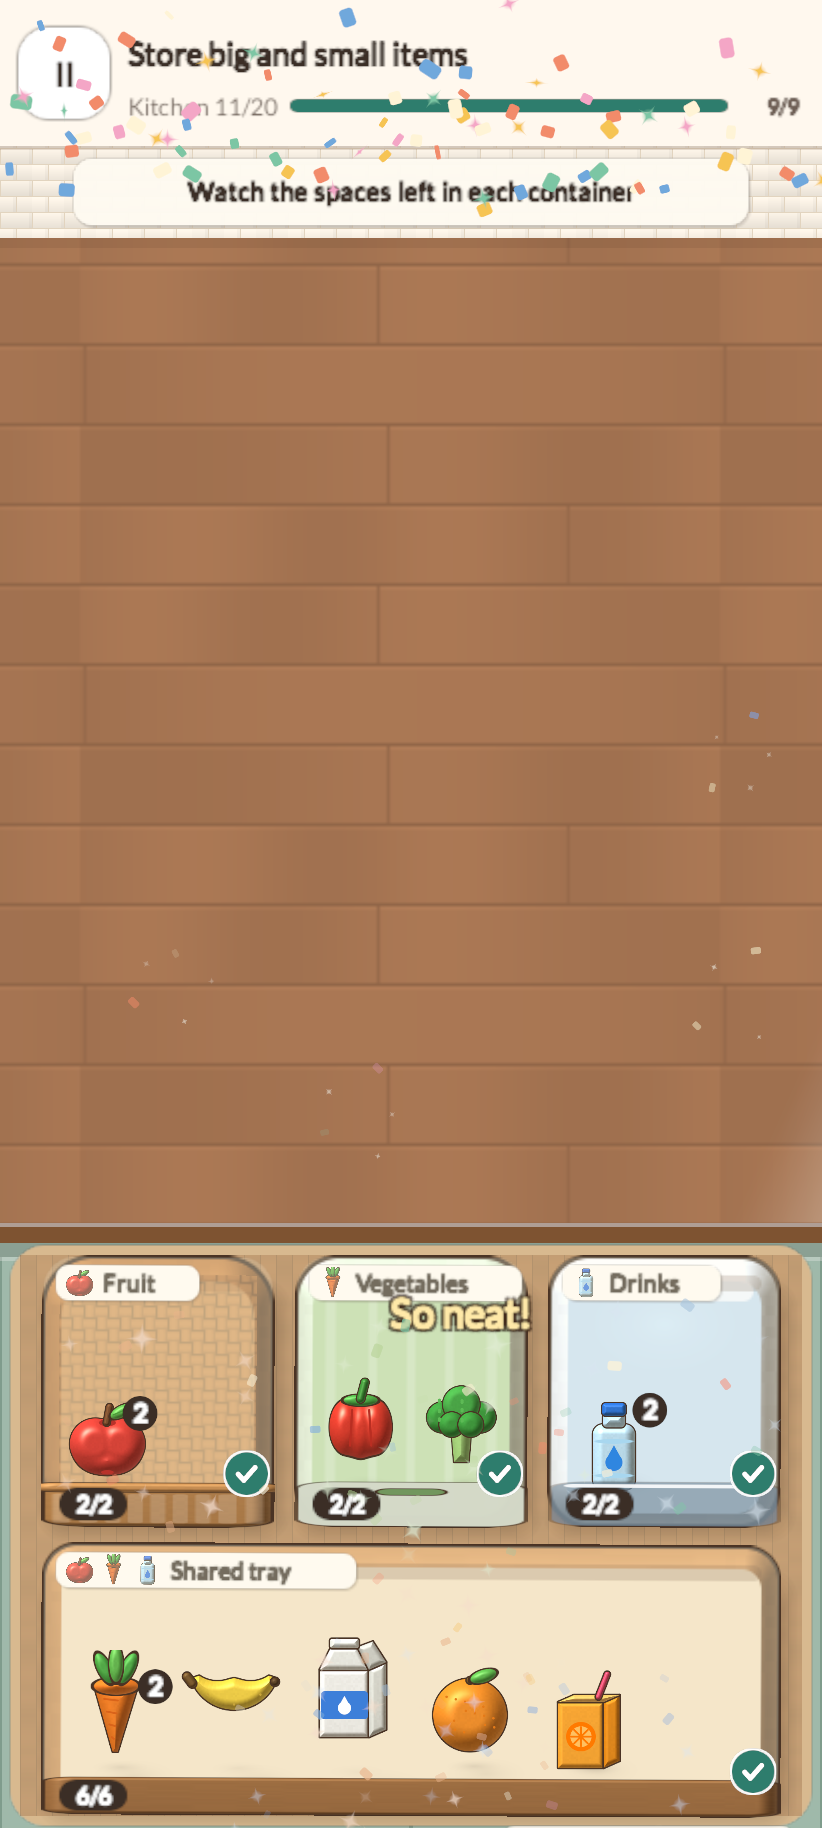 Store big and small items
Kitchen 11/20
9/9
Watch the spaces left in each container
Fruit
Vegetables
Drinks
So neat!
2
2
2/2
2/2
2/2
Shared tray
2
6/6